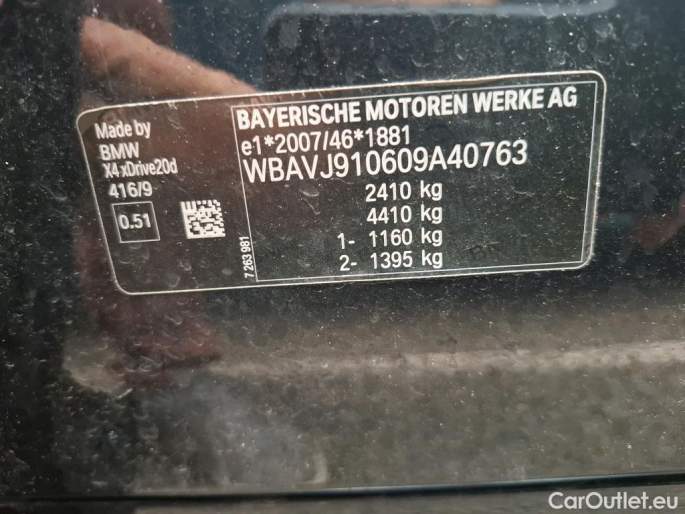 Made by
BMW
X4 xDrive20d
416/9
0.51
BAYERISCHE MOTOREN WERKE AG
e1*2007/46*1881
WBAVJ910609A40763
2410 kg
4410 kg
1- 1160 kg
2- 1395 kg
7 263 981
CarOutlet.eu